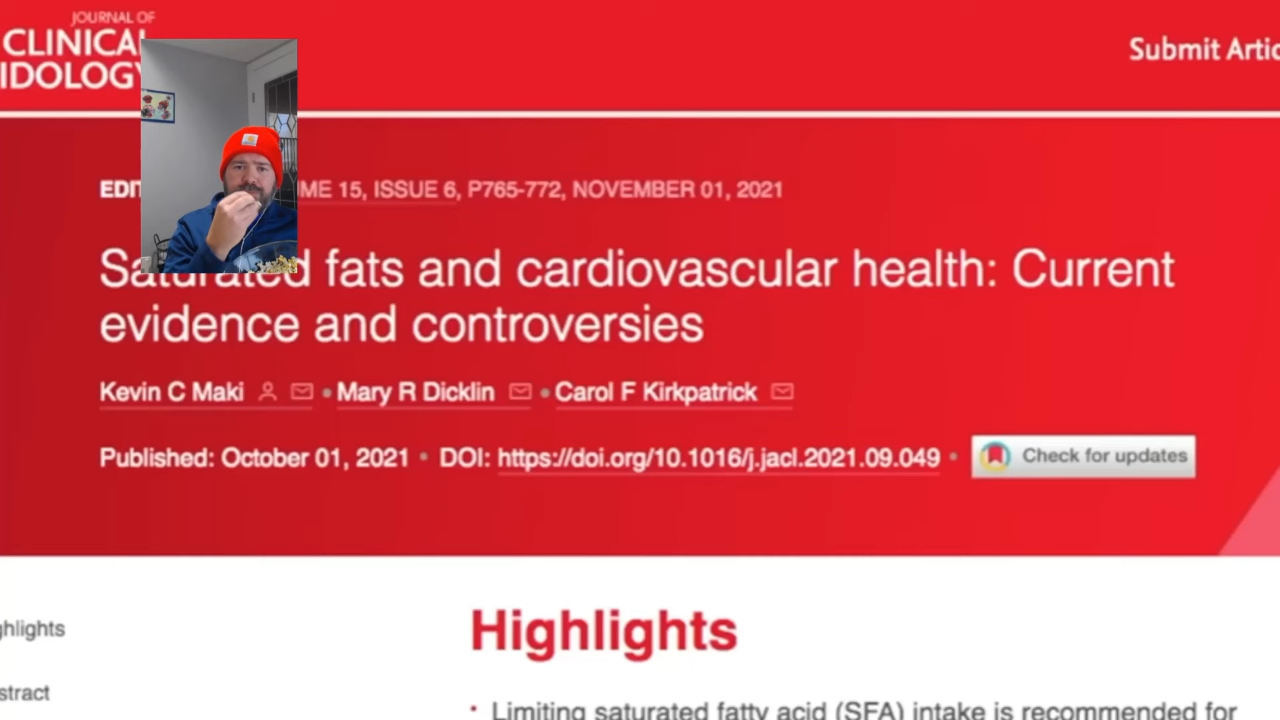 JOURNAL OF
CLINICAL
IDOLOGY
Submit Artic
EDIT
ME 15, ISSUE 6, P765-772, NOVEMBER 01, 2021
Saturated fats and cardiovascular health: Current
evidence and controversies
Kevin C Maki • Mary R Dicklin • Carol F Kirkpatrick
Published: October 01, 2021 • DOI: https://doi.org/10.1016/j.jacl.2021.09.049 • Check for updates
ghlights
Highlights
stract
• Limiting saturated fatty acid (SFA) intake is recommended for